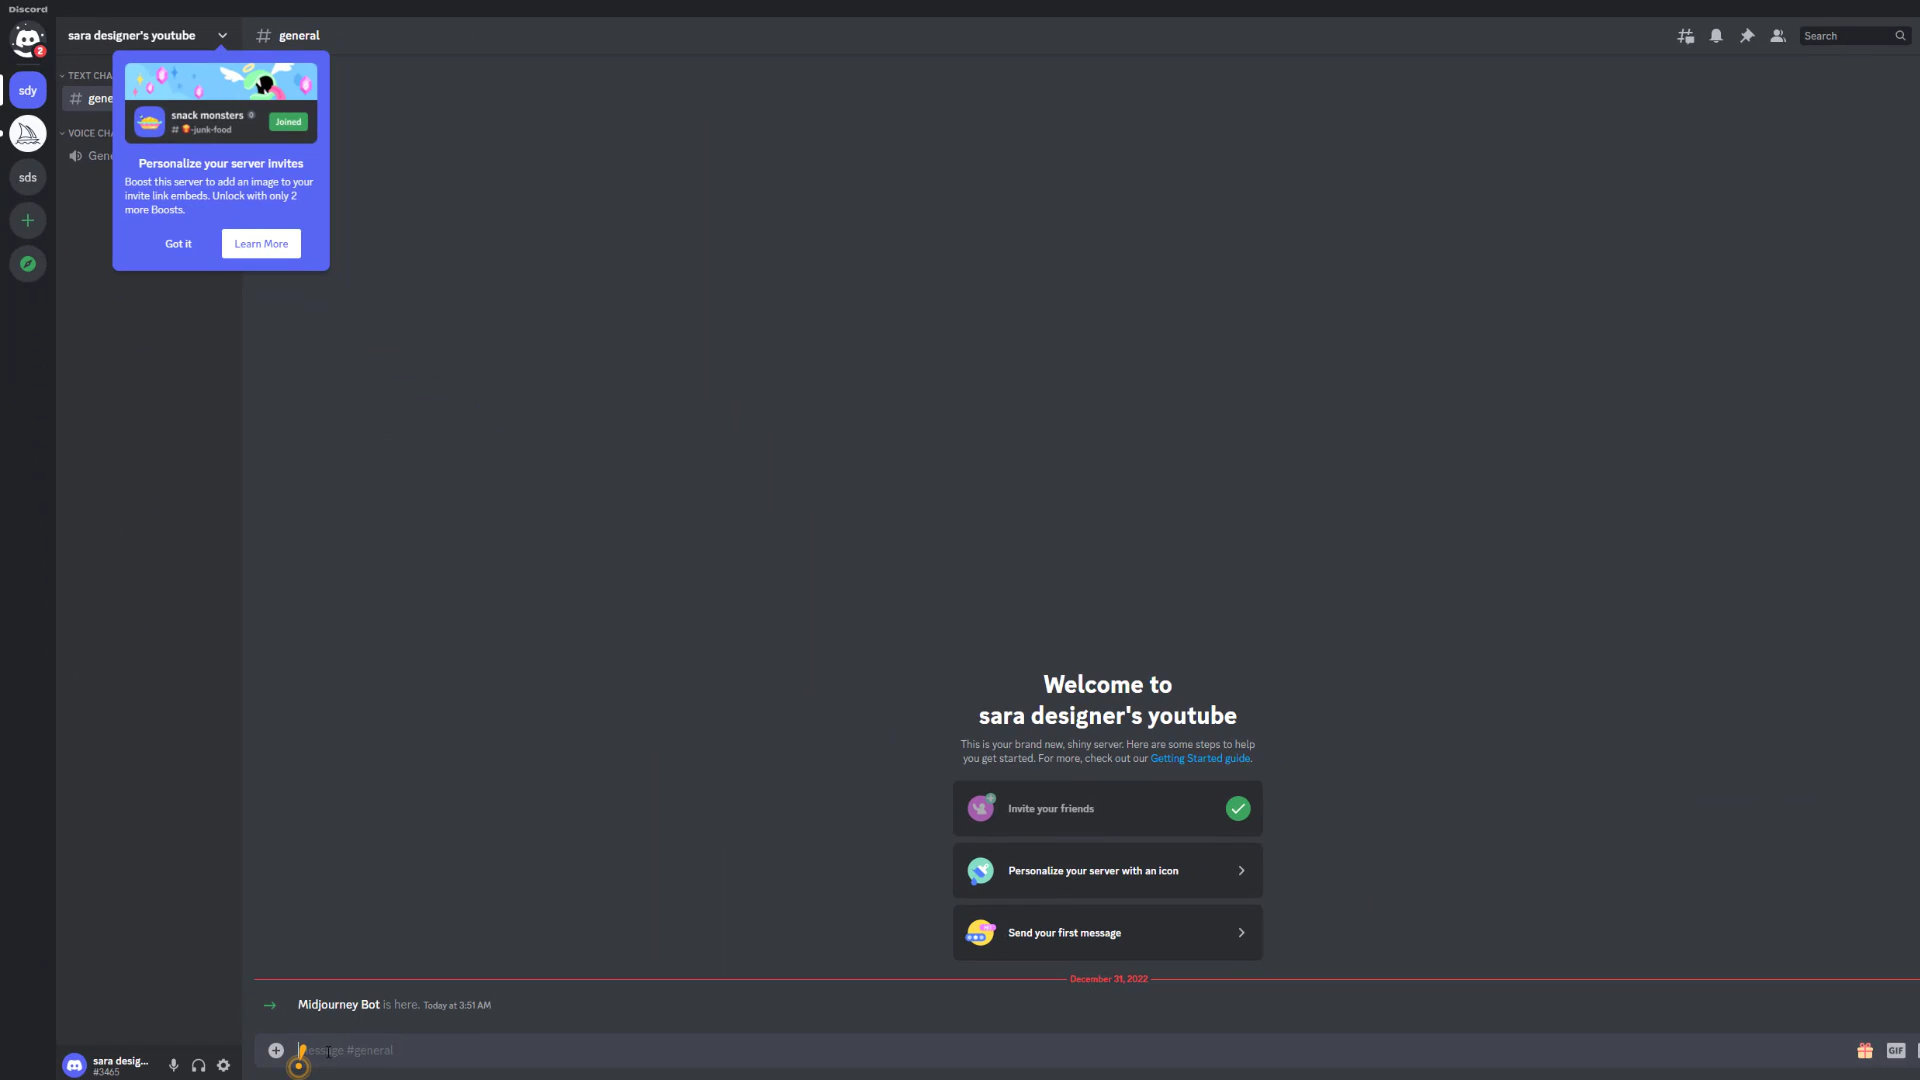 Discord
2
sdy
sds
sara designer's youtube
TEXT CHA
gene
VOICE CHA
Gene
snack monsters
-junk-food
Joined
Personalize your server invites
Boost this server to add an image to your
invite link embeds. Unlock with only 2
more Boosts.
Got it
Learn More
# general
Search
Welcome to
sara designer's youtube
This is your brand new, shiny server. Here are some steps to help
you get started. For more, check out our Getting Started guide.
Invite your friends
Personalize your server with an icon
Send your first message
December 31, 2022
Midjourney Bot is here. Today at 3:51 AM
Message #general
GIF
sara desig...
#3465